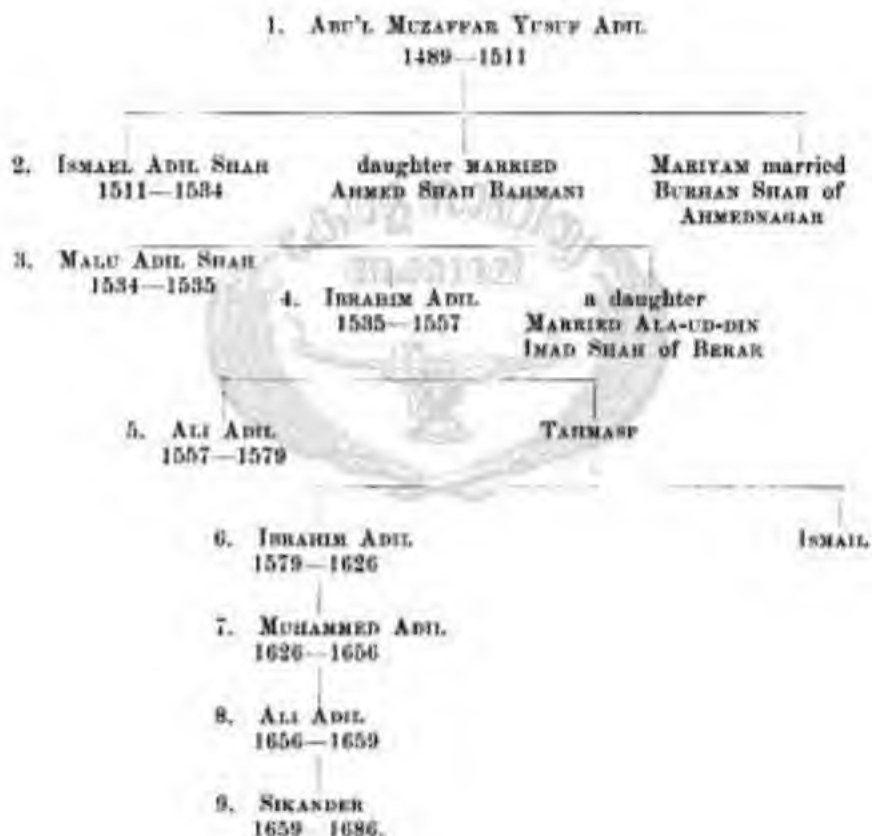 1. ABU'L MUZAFFAR YUSUF ADIL
1489—1511
2. ISMAEL ADIL SHAH
1511—1534
daughter MARRIED
AHMED SHAH BAHMANI
MARIYAM married
BURHAN SHAH of
AHMEDNAGAR
3. MALU ADIL SHAH
1534—1535
4. IBRAHIM ADIL
1535—1557
a daughter
MARRIED ALA-UD-DIN
IMAD SHAH of BERAR
5. ALI ADIL
1557—1579
TAHMASP
6. IBRAHIM ADIL
1579—1626
ISMAIL
7. MUHAMMED ADIL
1626—1656
8. ALI ADIL
1656—1659
9. SIKANDER
1659—1686.